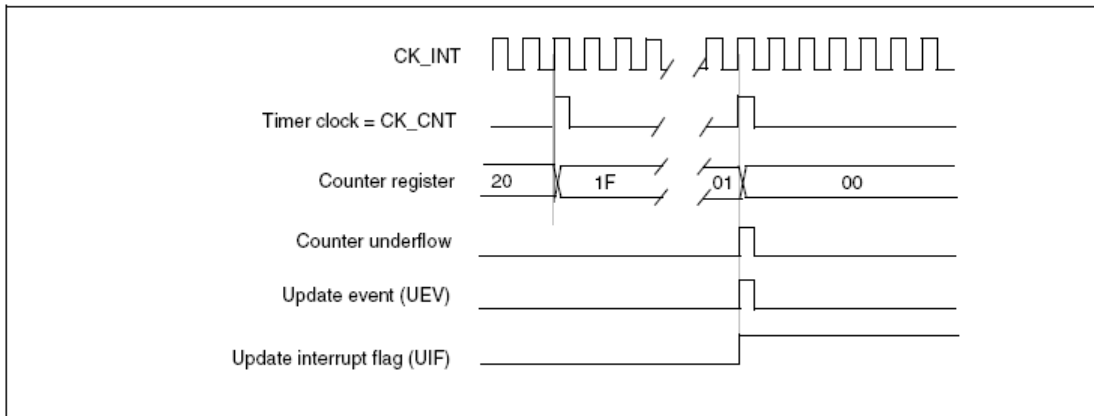 CK_INT
Timer clock = CK_CNT
Counter register 20 1F 01 00
Counter underflow
Update event (UEV)
Update interrupt flag (UIF)